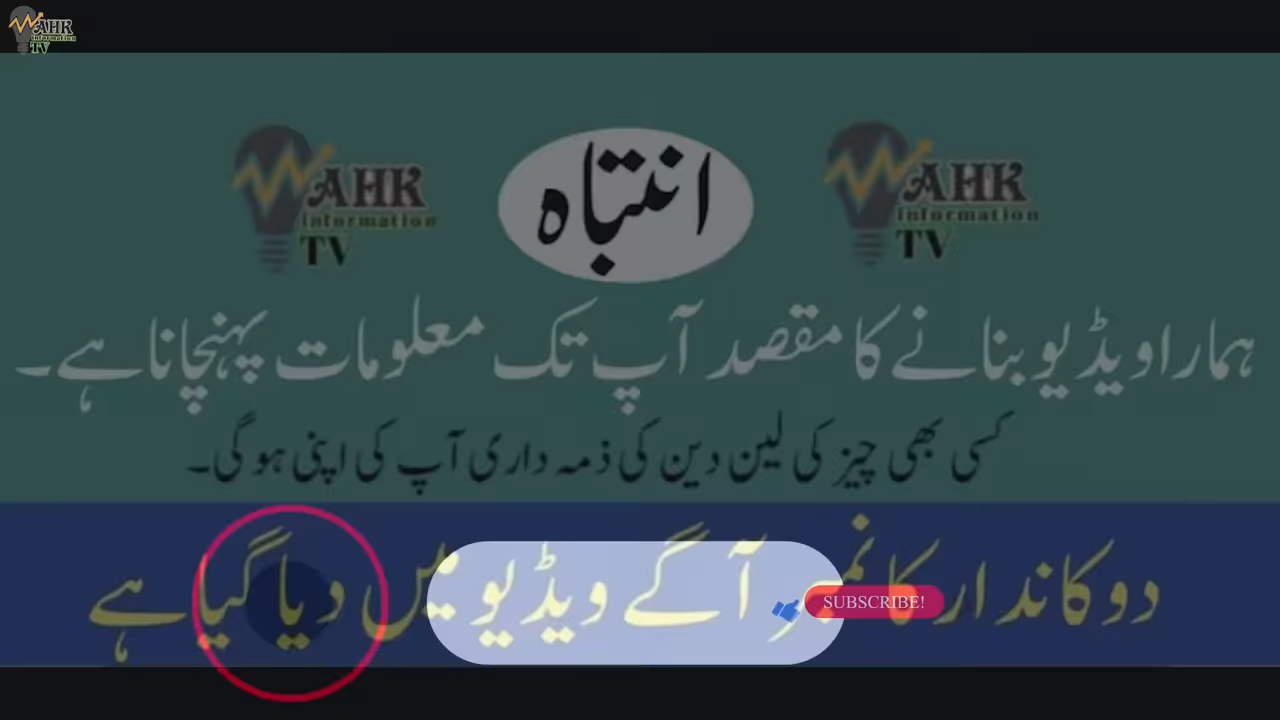 AHK
information
TV
AHK
information
TV
انتباہ
AHK
information
TV
ہمارا ویڈیو بنانے کا مقصد آپ تک معلومات پہنچانا ہے۔
کسی بھی چیز کی لین دین کی ذمہ داری آپ کی اپنی ہو گی۔
دوکاندار کا نمبر آگے ویڈیو میں دیا گیا ہے
SUBSCRIBE!